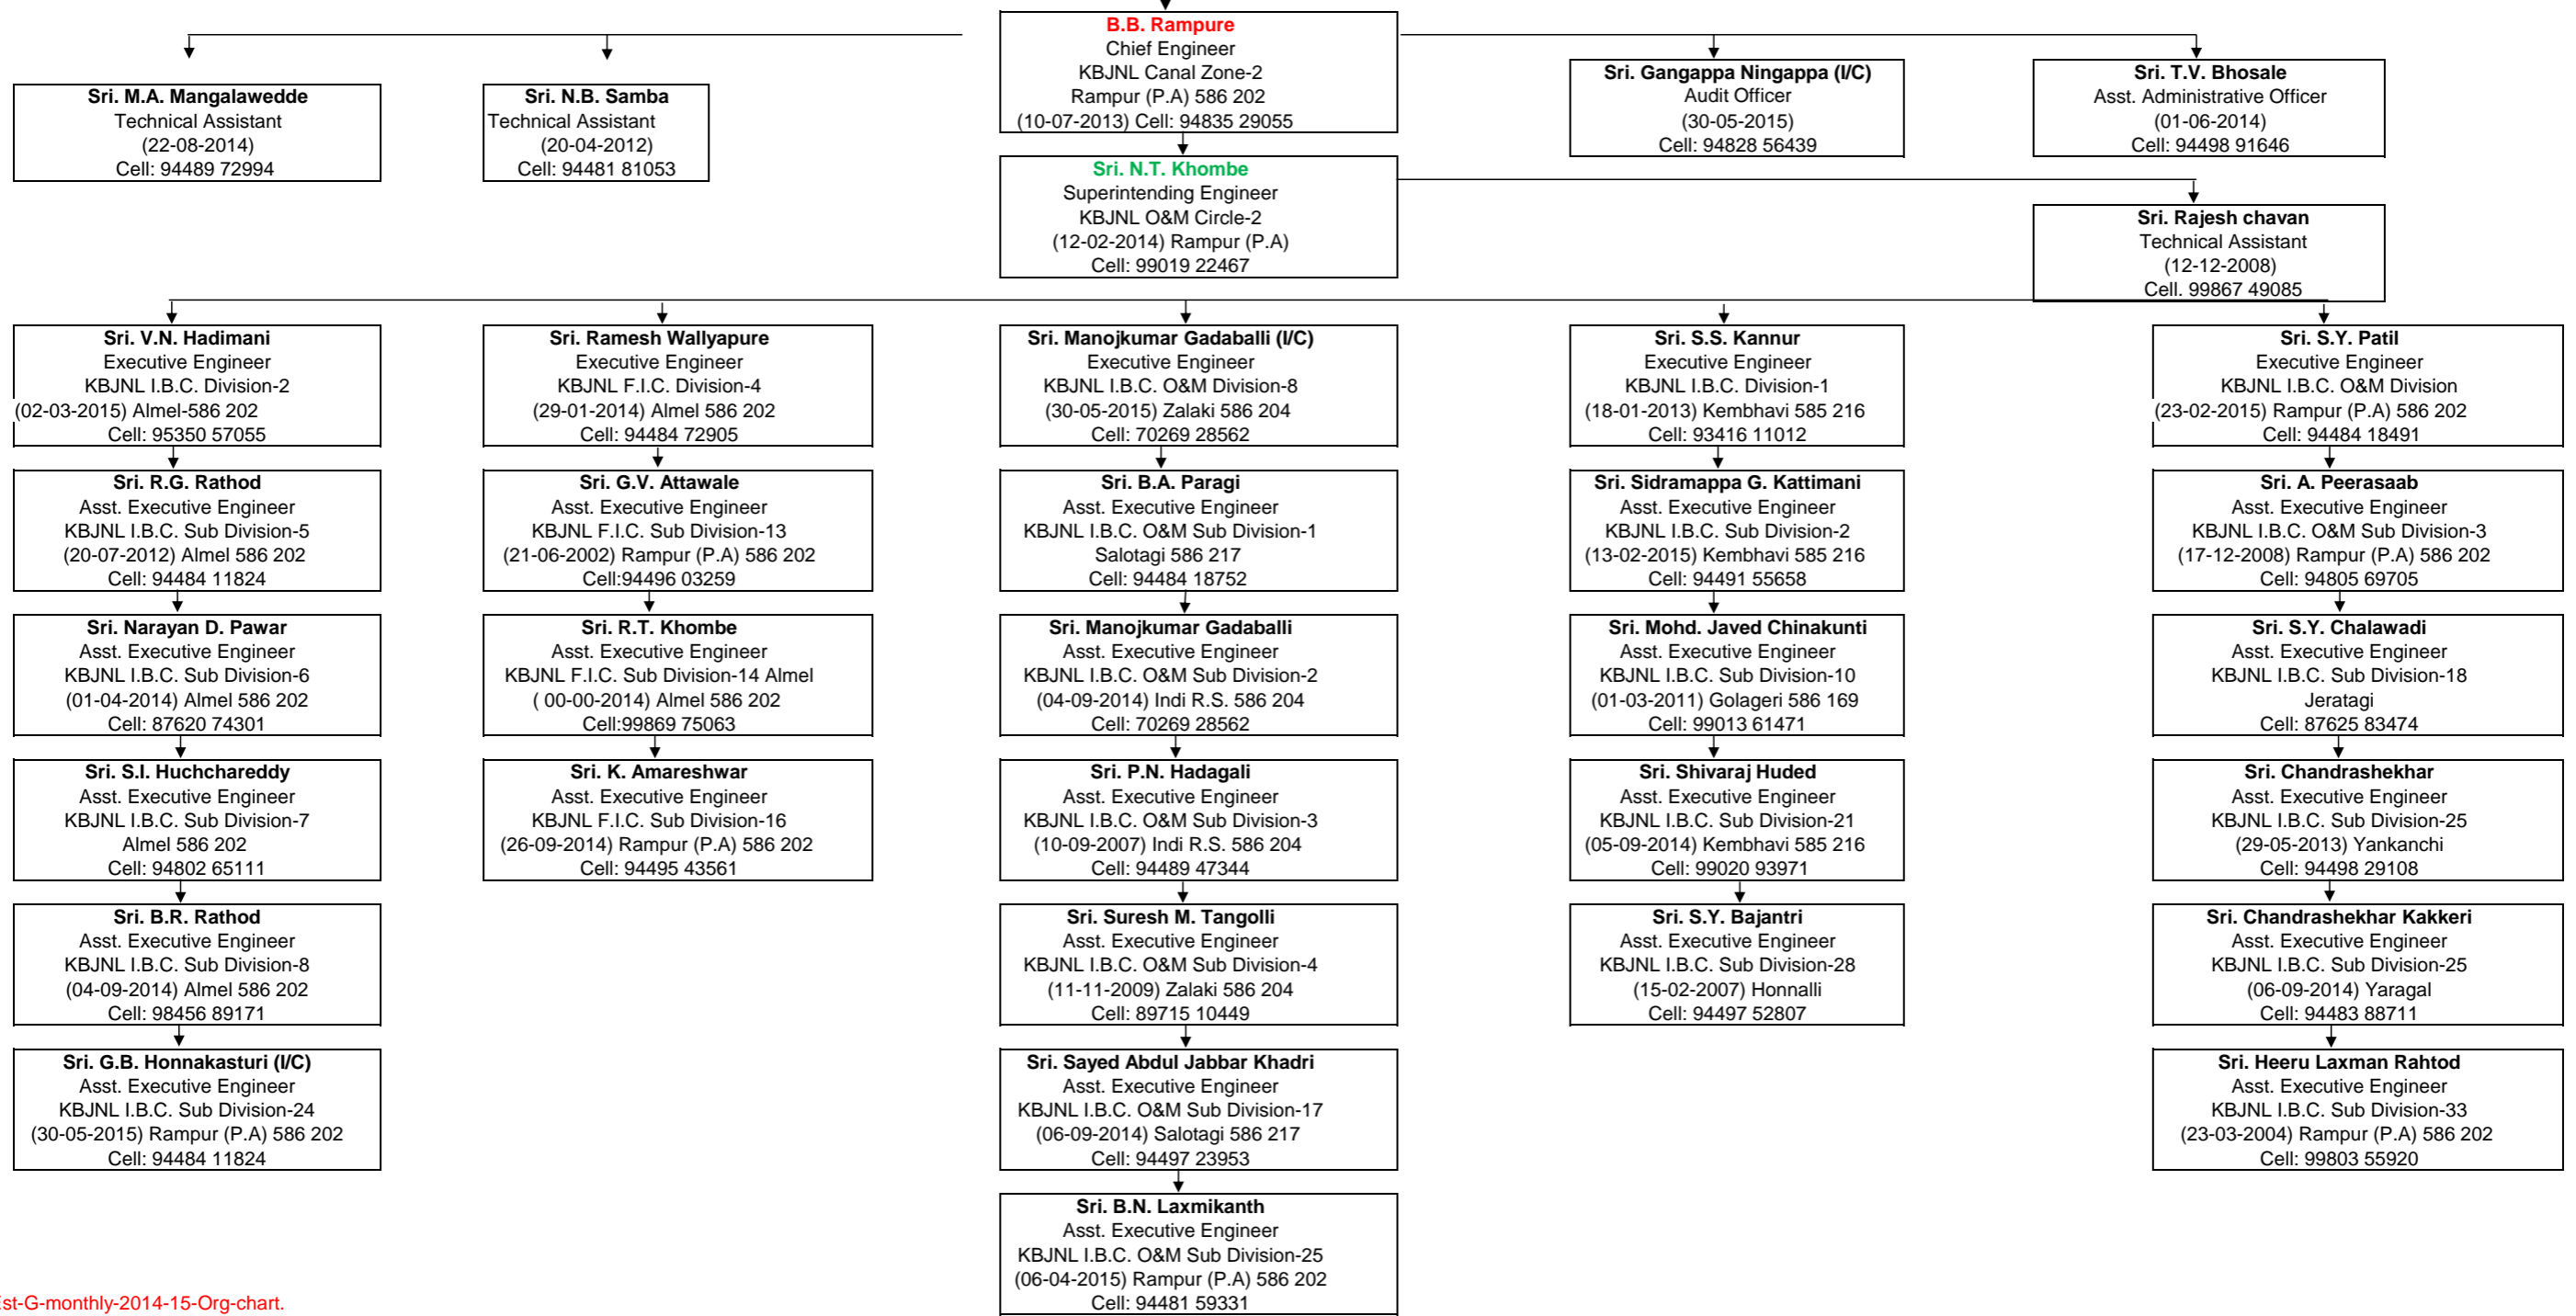 B.B. Rampure
Chief Engineer
KBJNL Canal Zone-2
Rampur (P.A) 586 202
(10-07-2013) Cell: 94835 29055
Sri. M.A. Mangalawedde
Technical Assistant
(22-08-2014)
Cell: 94489 72994
Sri. N.B. Samba
Technical Assistant
(20-04-2012)
Cell: 94481 81053
Sri. Gangappa Ningappa (I/C)
Audit Officer
(30-05-2015)
Cell: 94828 56439
Sri. T.V. Bhosale
Asst. Administrative Officer
(01-06-2014)
Cell: 94498 91646
Sri. N.T. Khombe
Superintending Engineer
KBJNL O&M Circle-2
(12-02-2014) Rampur (P.A)
Cell: 99019 22467
Sri. Rajesh chavan
Technical Assistant
(12-12-2008)
Cell. 99867 49085
Sri. V.N. Hadimani
Executive Engineer
KBJNL I.B.C. Division-2
(02-03-2015) Almel-586 202
Cell: 95350 57055
Sri. R.G. Rathod
Asst. Executive Engineer
KBJNL I.B.C. Sub Division-5
(20-07-2012) Almel 586 202
Cell: 94484 11824
Sri. Narayan D. Pawar
Asst. Executive Engineer
KBJNL I.B.C. Sub Division-6
(01-04-2014) Almel 586 202
Cell: 87620 74301
Sri. S.I. Huchchareddy
Asst. Executive Engineer
KBJNL I.B.C. Sub Division-7
Almel 586 202
Cell: 94802 65111
Sri. B.R. Rathod
Asst. Executive Engineer
KBJNL I.B.C. Sub Division-8
(04-09-2014) Almel 586 202
Cell: 98456 89171
Sri. G.B. Honnakasturi (I/C)
Asst. Executive Engineer
KBJNL I.B.C. Sub Division-24
(30-05-2015) Rampur (P.A) 586 202
Cell: 94484 11824
Sri. Ramesh Wallyapure
Executive Engineer
KBJNL F.I.C. Division-4
(29-01-2014) Almel 586 202
Cell: 94484 72905
Sri. G.V. Attawale
Asst. Executive Engineer
KBJNL F.I.C. Sub Division-13
(21-06-2002) Rampur (P.A) 586 202
Cell:94496 03259
Sri. R.T. Khombe
Asst. Executive Engineer
KBJNL F.I.C. Sub Division-14 Almel
( 00-00-2014) Almel 586 202
Cell:99869 75063
Sri. K. Amareshwar
Asst. Executive Engineer
KBJNL F.I.C. Sub Division-16
(26-09-2014) Rampur (P.A) 586 202
Cell: 94495 43561
Sri. Manojkumar Gadaballi (I/C)
Executive Engineer
KBJNL I.B.C. O&M Division-8
(30-05-2015) Zalaki 586 204
Cell: 70269 28562
Sri. B.A. Paragi
Asst. Executive Engineer
KBJNL I.B.C. O&M Sub Division-1
Salotagi 586 217
Cell: 94484 18752
Sri. Manojkumar Gadaballi
Asst. Executive Engineer
KBJNL I.B.C. O&M Sub Division-2
(04-09-2014) Indi R.S. 586 204
Cell: 70269 28562
Sri. P.N. Hadagali
Asst. Executive Engineer
KBJNL I.B.C. O&M Sub Division-3
(10-09-2007) Indi R.S. 586 204
Cell: 94489 47344
Sri. Suresh M. Tangolli
Asst. Executive Engineer
KBJNL I.B.C. O&M Sub Division-4
(11-11-2009) Zalaki 586 204
Cell: 89715 10449
Sri. Sayed Abdul Jabbar Khadri
Asst. Executive Engineer
KBJNL I.B.C. O&M Sub Division-17
(06-09-2014) Salotagi 586 217
Cell: 94497 23953
Sri. B.N. Laxmikanth
Asst. Executive Engineer
KBJNL I.B.C. O&M Sub Division-25
(06-04-2015) Rampur (P.A) 586 202
Cell: 94481 59331
Sri. S.S. Kannur
Executive Engineer
KBJNL I.B.C. Division-1
(18-01-2013) Kembhavi 585 216
Cell: 93416 11012
Sri. Sidramappa G. Kattimani
Asst. Executive Engineer
KBJNL I.B.C. Sub Division-2
(13-02-2015) Kembhavi 585 216
Cell: 94491 55658
Sri. Mohd. Javed Chinakunti
Asst. Executive Engineer
KBJNL I.B.C. Sub Division-10
(01-03-2011) Golageri 586 169
Cell: 99013 61471
Sri. Shivaraj Huded
Asst. Executive Engineer
KBJNL I.B.C. Sub Division-21
(05-09-2014) Kembhavi 585 216
Cell: 99020 93971
Sri. S.Y. Bajantri
Asst. Executive Engineer
KBJNL I.B.C. Sub Division-28
(15-02-2007) Honnalli
Cell: 94497 52807
Sri. S.Y. Patil
Executive Engineer
KBJNL I.B.C. O&M Division
(23-02-2015) Rampur (P.A) 586 202
Cell: 94484 18491
Sri. A. Peerasaab
Asst. Executive Engineer
KBJNL I.B.C. O&M Sub Division-3
(17-12-2008) Rampur (P.A) 586 202
Cell: 94805 69705
Sri. S.Y. Chalawadi
Asst. Executive Engineer
KBJNL I.B.C. Sub Division-18
Jeratagi
Cell: 87625 83474
Sri. Chandrashekhar
Asst. Executive Engineer
KBJNL I.B.C. Sub Division-25
(29-05-2013) Yankanchi
Cell: 94498 29108
Sri. Chandrashekhar Kakkeri
Asst. Executive Engineer
KBJNL I.B.C. Sub Division-25
(06-09-2014) Yaragal
Cell: 94483 88711
Sri. Heeru Laxman Rahtod
Asst. Executive Engineer
KBJNL I.B.C. Sub Division-33
(23-03-2004) Rampur (P.A) 586 202
Cell: 99803 55920
st-G-monthly-2014-15-Org-chart.